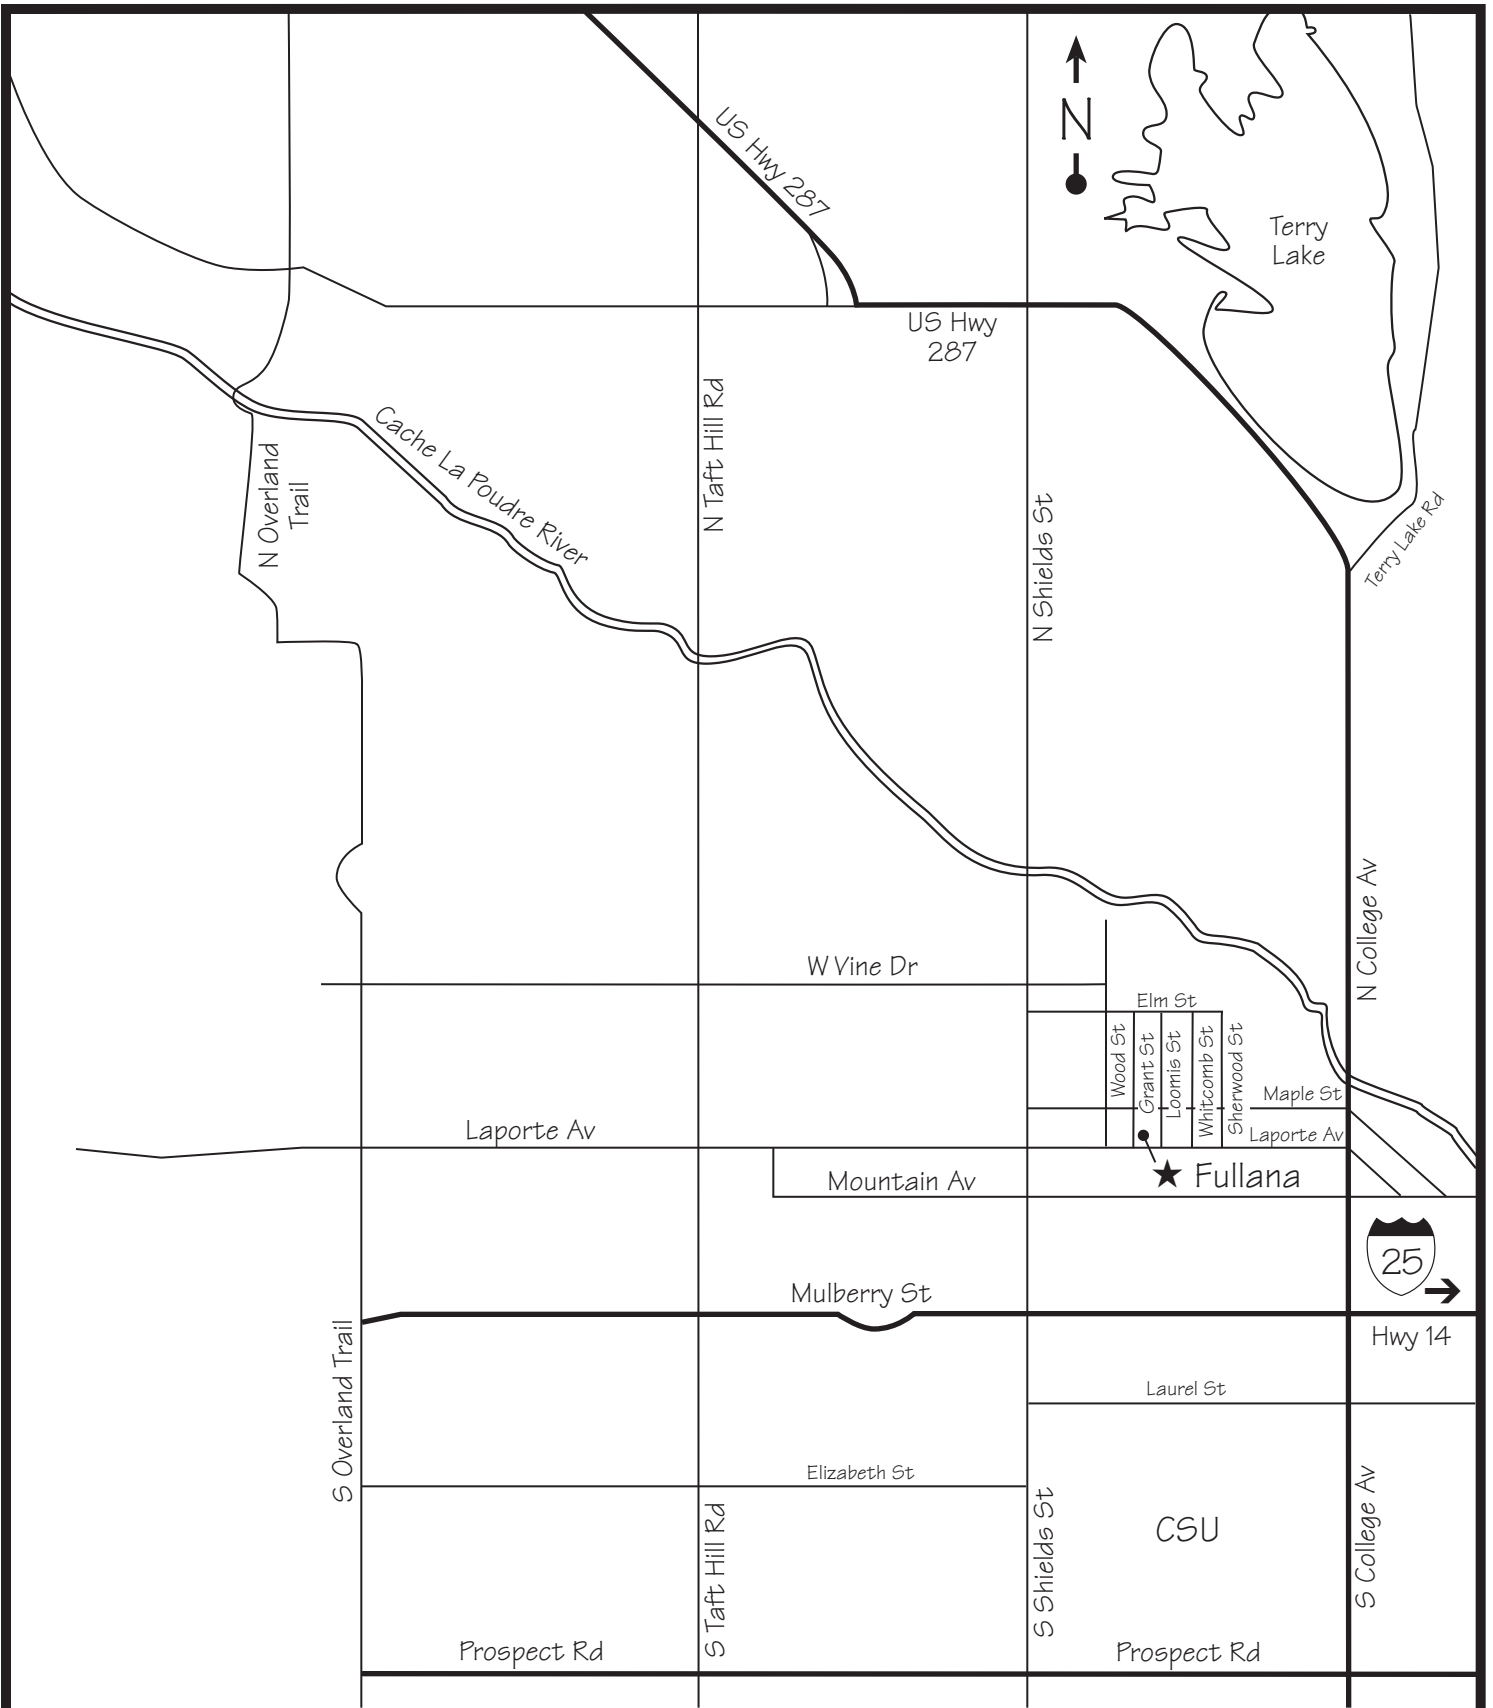 US Hwy 287
N
Terry
Lake
US Hwy
287
Cache La Poudre River
N Taft Hill Rd
N Overland
Trail
N Shields St
Terry Lake Rd
N College Av
W Vine Dr
Elm St
Wood St
Grant St
Loomis St
Whitcomb St
Sherwood St
Maple St
Laporte Av
Laporte Av
Fullana
Mountain Av
25
Mulberry St
Hwy 14
S Overland Trail
Laurel St
Elizabeth St
S Taft Hill Rd
S Shields St
CSU
S College Av
Prospect Rd
Prospect Rd